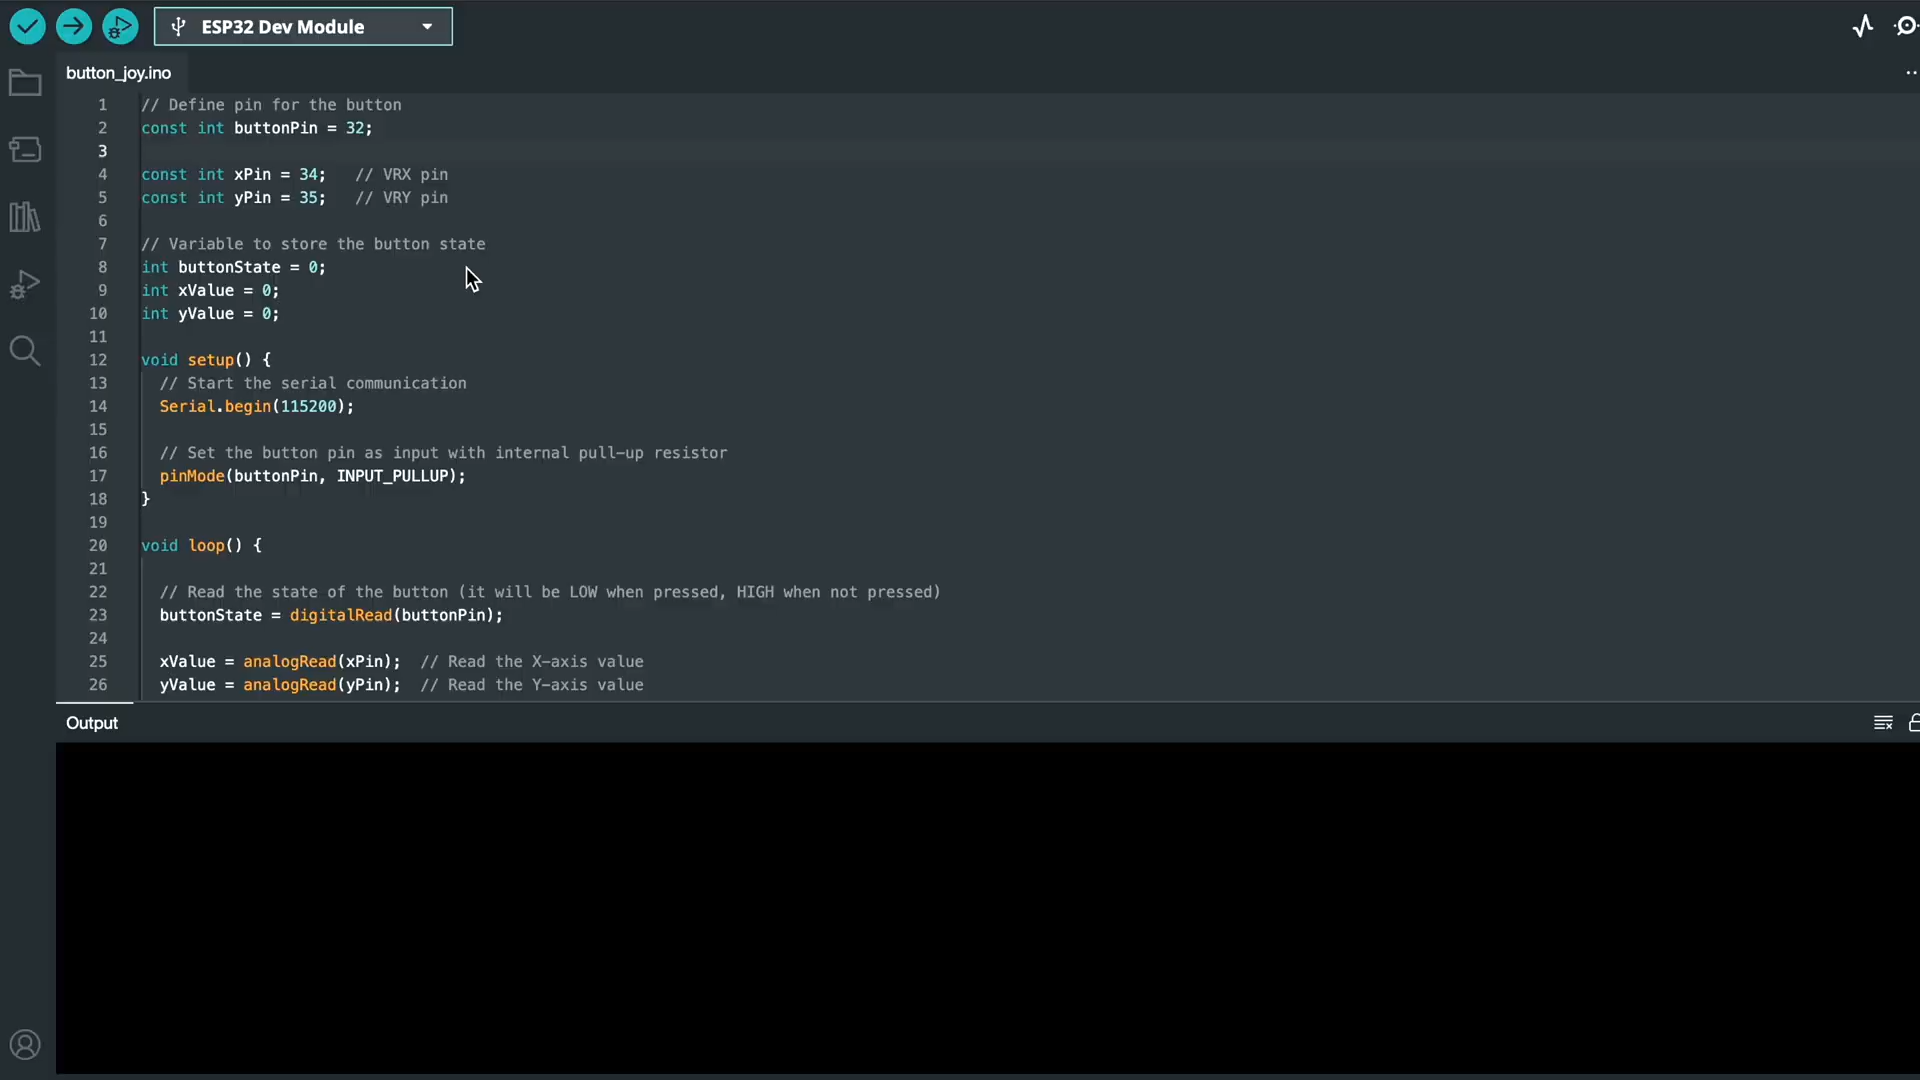 ESP32 Dev Module
button_joy.ino
1 // Define pin for the button
2 const int buttonPin = 32;
3
4 const int xPin = 34;   // VRX pin
5 const int yPin = 35;   // VRY pin
6
7 // Variable to store the button state
8 int buttonState = 0;
9 int xValue = 0;
10 int yValue = 0;
11
12 void setup() {
13   // Start the serial communication
14   Serial.begin(115200);
15
16   // Set the button pin as input with internal pull-up resistor
17   pinMode(buttonPin, INPUT_PULLUP);
18 }
19
20 void loop() {
21
22   // Read the state of the button (it will be LOW when pressed, HIGH when not pressed)
23   buttonState = digitalRead(buttonPin);
24
25   xValue = analogRead(xPin);  // Read the X-axis value
26   yValue = analogRead(yPin);  // Read the Y-axis value
Output